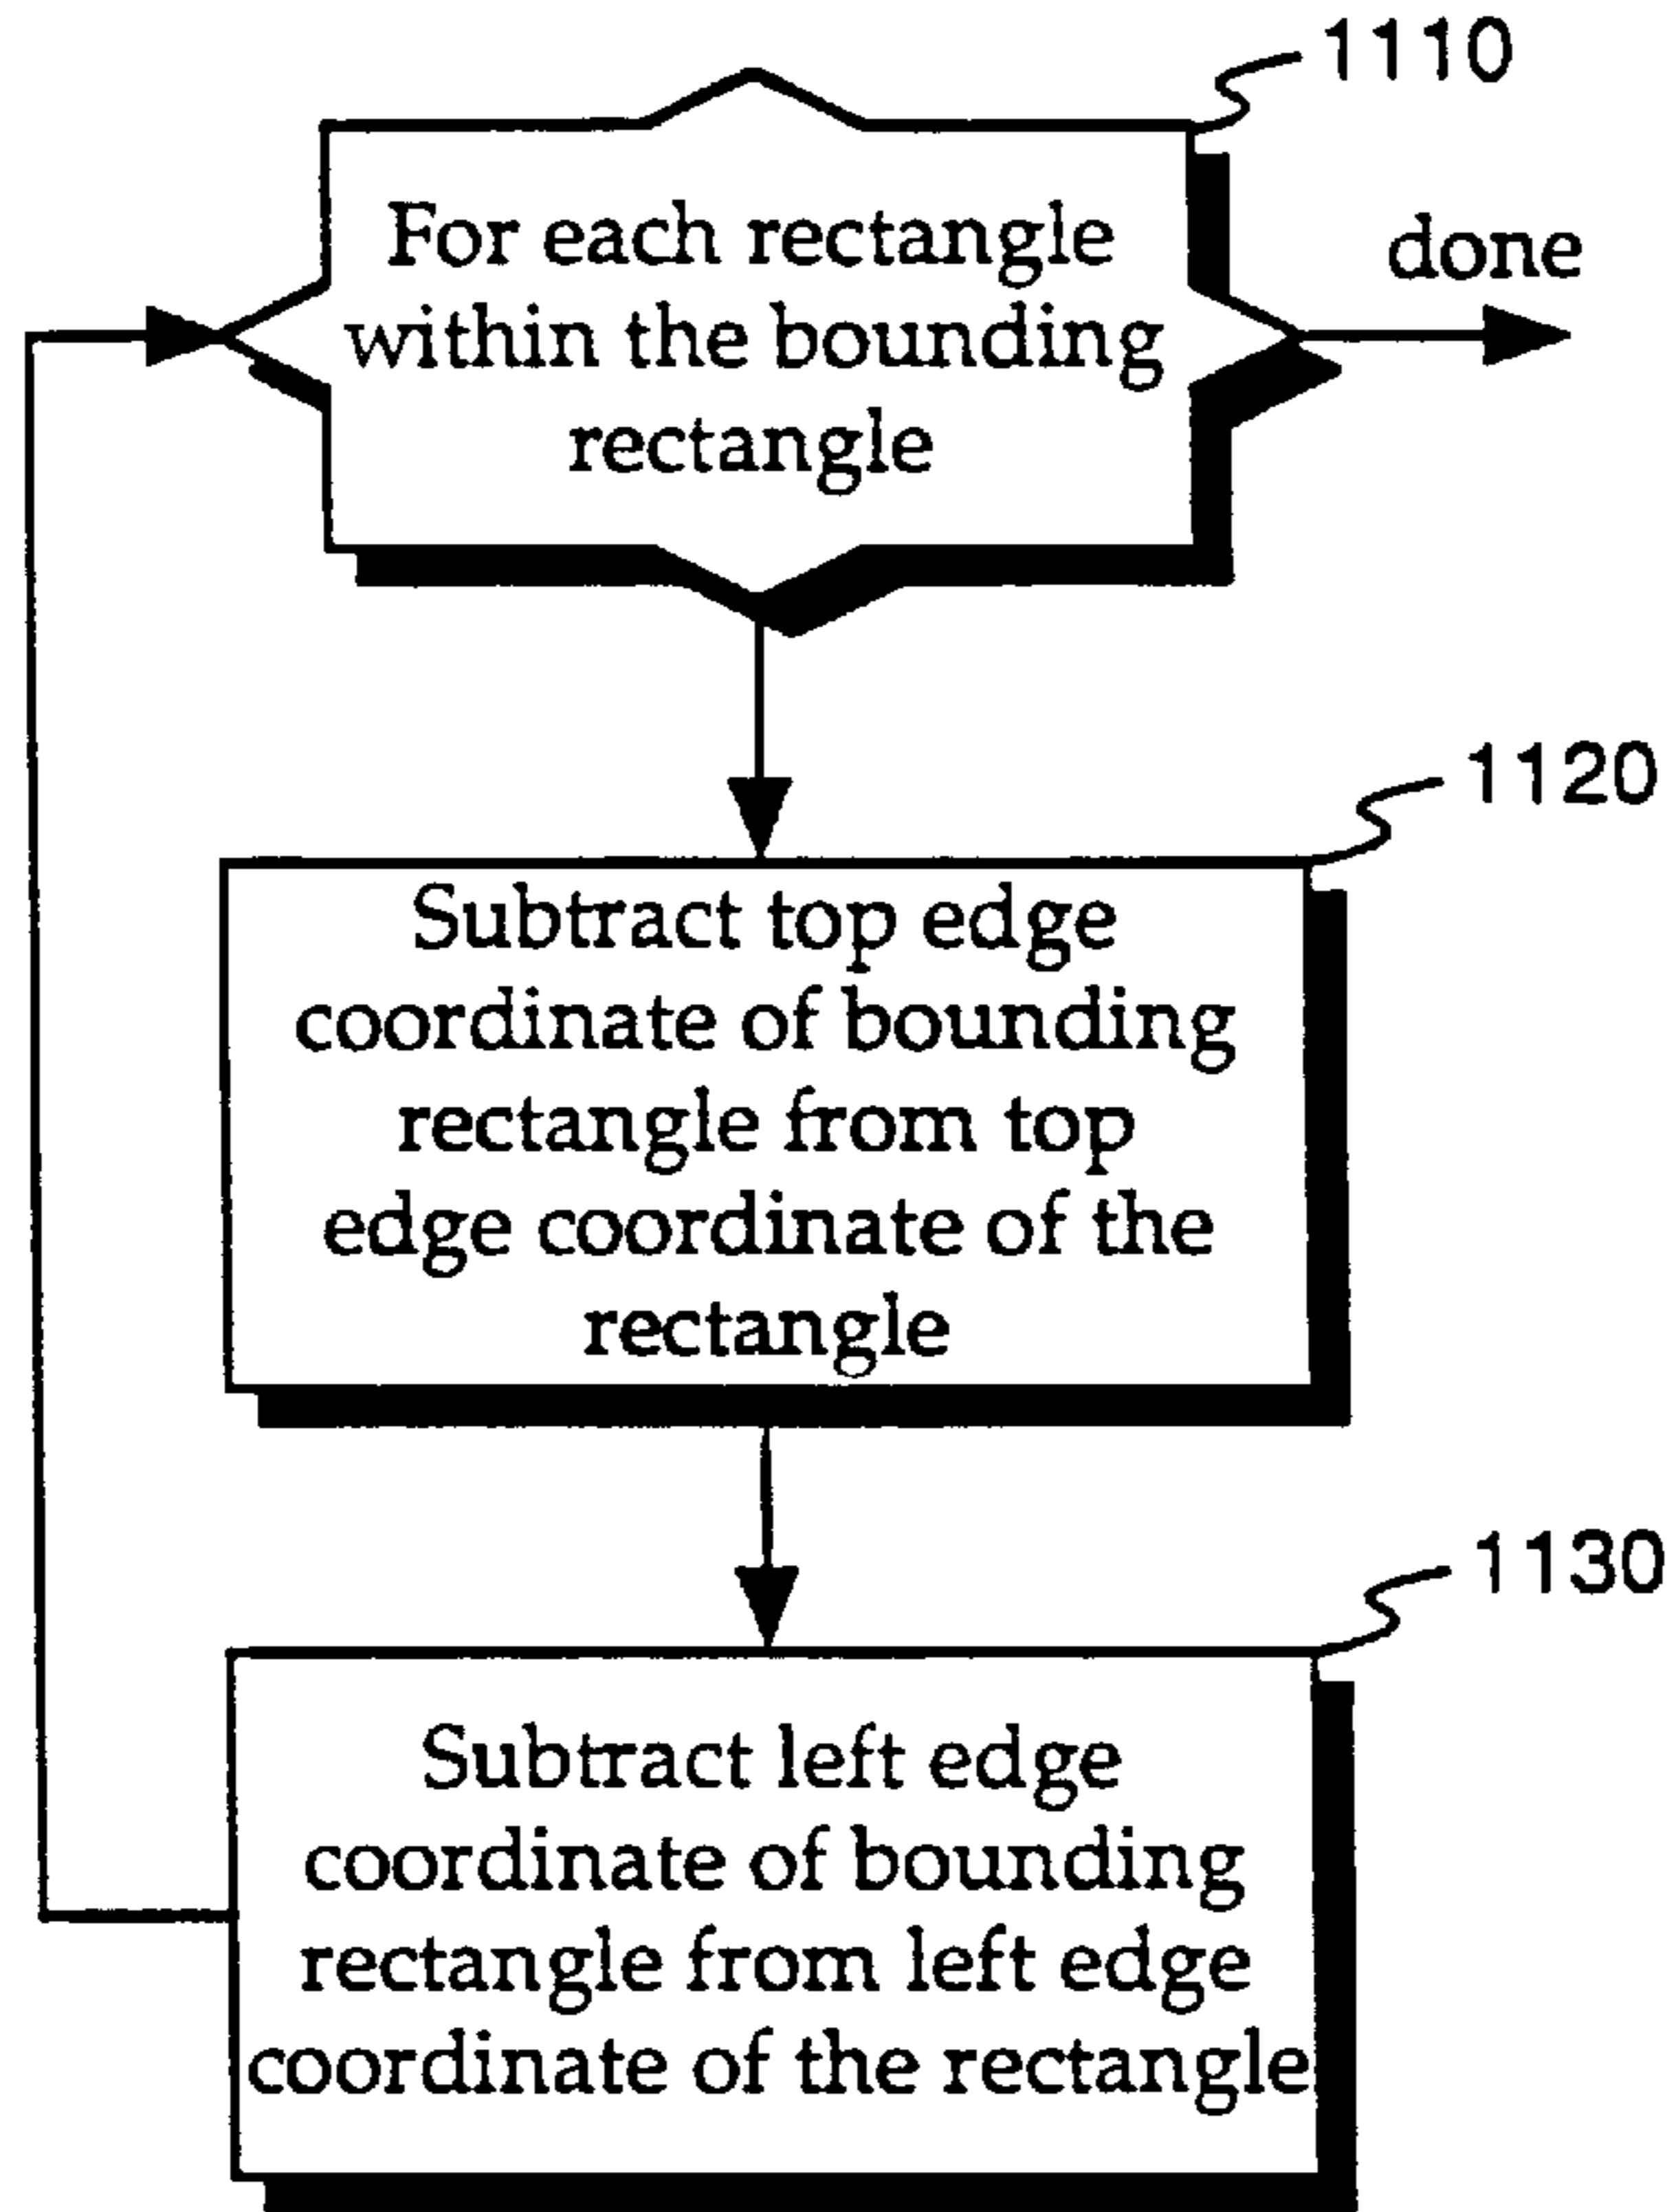 1110
For each rectangle
within the bounding
rectangle
done
1120
Subtract top edge
coordinate of bounding
rectangle from top
edge coordinate of the
rectangle
1130
Subtract left edge
coordinate of bounding
rectangle from left edge
coordinate of the rectangle